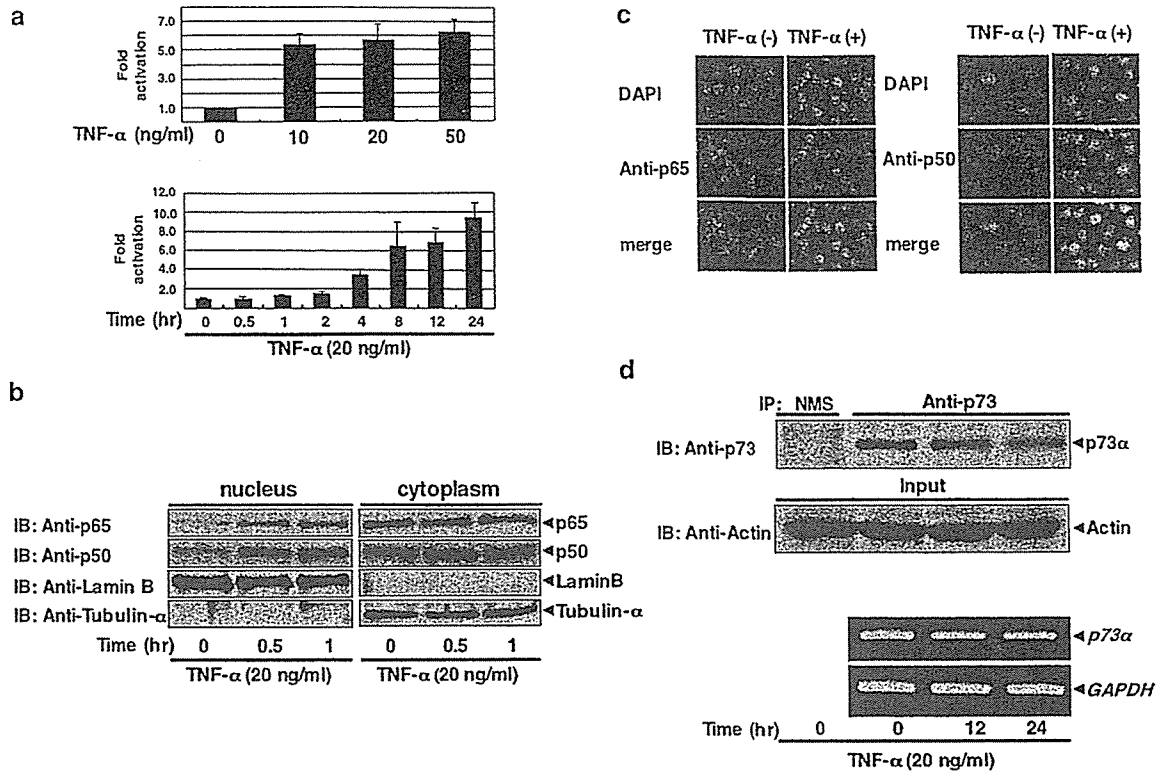 a
Fold activation
7.0
5.0
3.0
1.0
TNF-α (ng/ml) 0 10 20 50
Fold activation
12.0
10.0
8.0
6.0
4.0
2.0
Time (hr) 0 0.5 1 2 4 8 12 24
TNF-α (20 ng/ml)
b
nucleus cytoplasm
IB: Anti-p65 p65
IB: Anti-p50 p50
IB: Anti-Lamin B LaminB
IB: Anti-Tubulin-α Tubulin-α
Time (hr) 0 0.5 1 0 0.5 1
TNF-α (20 ng/ml) TNF-α (20 ng/ml)
c
TNF-α (-) TNF-α (+) TNF-α (-) TNF-α (+)
DAPI DAPI
Anti-p65 Anti-p50
merge merge
d
IP: NMS Anti-p73
IB: Anti-p73 p73α
Input
IB: Anti-Actin Actin
p73α
GAPDH
Time (hr) 0 0 12 24
TNF-α (20 ng/ml)